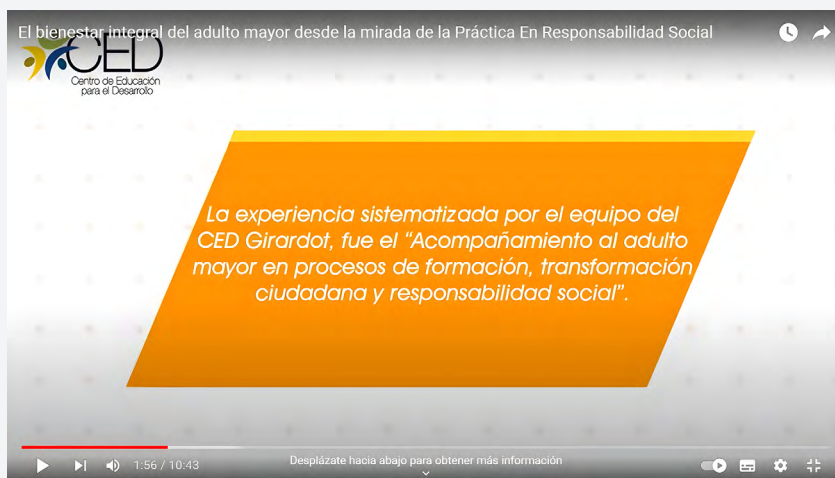 El bienestar integral del adulto mayor desde la mirada de la Práctica En Responsabilidad Social
CED
Centro de Educación
para el Desarrollo
La experiencia sistematizada por el equipo del
CED Girardot, fue el “Acompañamiento al adulto
mayor en procesos de formación, transformación
ciudadana y responsabilidad social”.
1:56 / 10:43
Desplázate hacia abajo para obtener más información